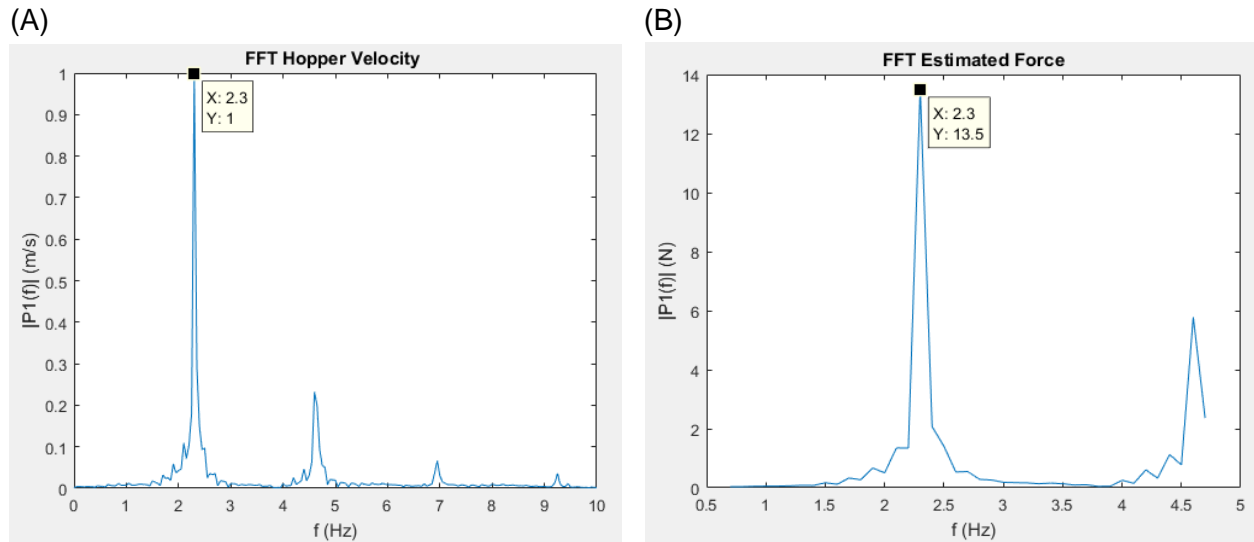 (A)
FFT Hopper Velocity
1
0.9
0.8
0.7
0.6
0.5
0.4
0.3
0.2
0.1
0
|P1(f)| (m/s)
X: 2.3
Y: 1
0 1 2 3 4 5 6 7 8 9 10
f (Hz)
(B)
FFT Estimated Force
14
12
10
8
6
4
2
0
|P1(f)| (N)
X: 2.3
Y: 13.5
0.5 1 1.5 2 2.5 3 3.5 4 4.5 5
f (Hz)